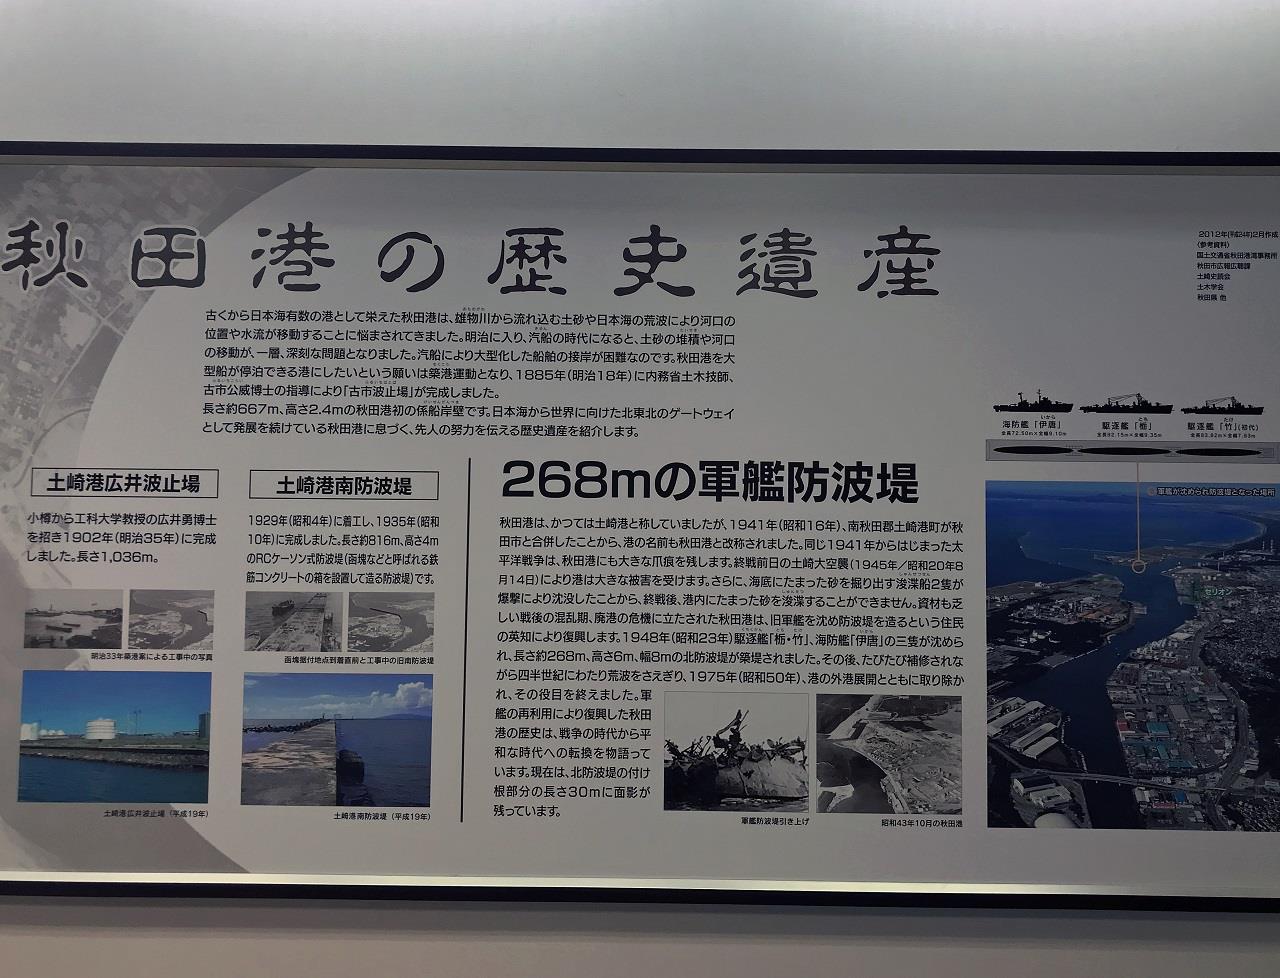 秋田港の歴史遺産
2012年(平成24年)2月作成
(参考資料)
国土交通省秋田港湾事務所
秋田市広報広聴課
土崎史談会
土木学会
秋田県 他
古くから日本海有数の港として栄えた秋田港は、雄物川から流れ込む土砂や日本海の荒波により河口の
位置や水流が移動することに悩まされてきました。明治に入り、汽船の時代になると、土砂の堆積や河口
の移動が、一層、深刻な問題となりました。汽船により大型化した船舶の接岸が困難なのです。秋田港を大
型船が停泊できる港にしたいという願いは築港運動となり、1885年(明治18年)に内務省土木技師、
古市公威博士の指導により「古市波止場」が完成しました。
長さ約667m、高さ2.4mの秋田港初の係船岸壁です。日本海から世界に向けた北東北のゲートウェイ
として発展を続けている秋田港に息づく、先人の努力を伝える歴史遺産を紹介します。
土崎港広井波止場
小樽から工科大学教授の広井勇博士
を招き1902年(明治35年)に完成
しました。長さ1,036m。
明治33年築港案による工事中の写真
土崎港広井波止場(平成19年)
土崎港南防波堤
1929年(昭和4年)に着工し、1935年(昭和
10年)に完成しました。長さ約816m、高さ4m
のRCケーソン式防波堤(函塊などと呼ばれる鉄
筋コンクリートの箱を設置して造る防波堤)です。
函塊据付地点到着直前と工事中の旧南防波堤
土崎港南防波堤(平成19年)
268mの軍艦防波堤
秋田港は、かつては土崎港と称していましたが、1941年(昭和16年)、南秋田郡土崎港町が秋
田市と合併したことから、港の名前も秋田港と改称されました。同じ1941年からはじまった太
平洋戦争は、秋田港にも大きな爪痕を残します。終戦前日の土崎大空襲(1945年/昭和20年8
月14日)により港は大きな被害を受けます。さらに、海底にたまった砂を掘り出す浚渫船2隻が
爆撃により沈没したことから、終戦後、港内にたまった砂を浚渫することができません。資材も乏
しい戦後の混乱期、廃港の危機に立たされた秋田港は、旧軍艦を沈め防波堤を造るという住民
の英知により復興します。1948年(昭和23年)駆逐艦「栃・竹」、海防艦「伊唐」の三隻が沈めら
れ、長さ約268m、高さ6m、幅8mの北防波堤が築堤されました。その後、たびたび補修されな
がら四半世紀にわたり荒波をさえぎり、1975年(昭和50年)、港の外港展開とともに取り除か
れ、その役目を終えました。軍
艦の再利用により復興した秋田
港の歴史は、戦争の時代から平
和な時代への転換を物語って
います。現在は、北防波堤の付け
根部分の長さ30mに面影が
残っています。
軍艦防波堤引き上げ
昭和43年10月の秋田港
海防艦「伊唐」
全長72.50m×全幅9.10m
駆逐艦「栃」
全長92.15m×全幅9.35m
駆逐艦「竹」(初代)
全長83.82m×全幅7.93m
軍艦が沈められ防波堤となった場所
セリオン